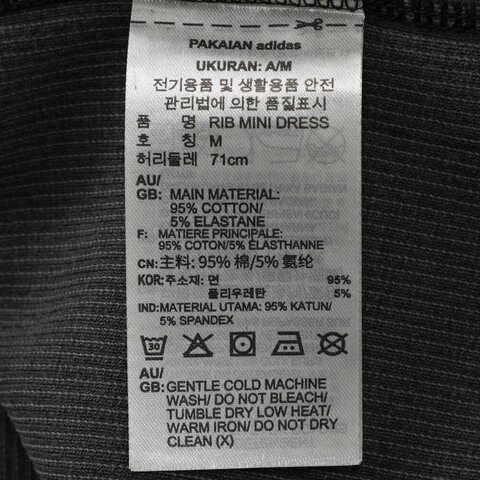 PAKAIAN adidas
UKURAN: A/M
전기용품 및 생활용품 안전
관리법에 의한 품질표시
품 명 RIB MINI DRESS
호 칭 M
허리둘레 71cm
AU/
GB: MAIN MATERIAL:
95% COTTON/
5% ELASTANE
F: MATIERE PRINCIPALE:
95% COTON/5% ELASTHANNE
CN: 主料: 95% 棉/5% 氨纶
KOR: 주소재: 면 95%
폴리우레탄 5%
IND: MATERIAL UTAMA: 95% KATUN/
5% SPANDEX
30
AU/
GB: GENTLE COLD MACHINE
WASH/ DO NOT BLEACH/
TUMBLE DRY LOW HEAT/
WARM IRON/ DO NOT DRY
CLEAN (X)